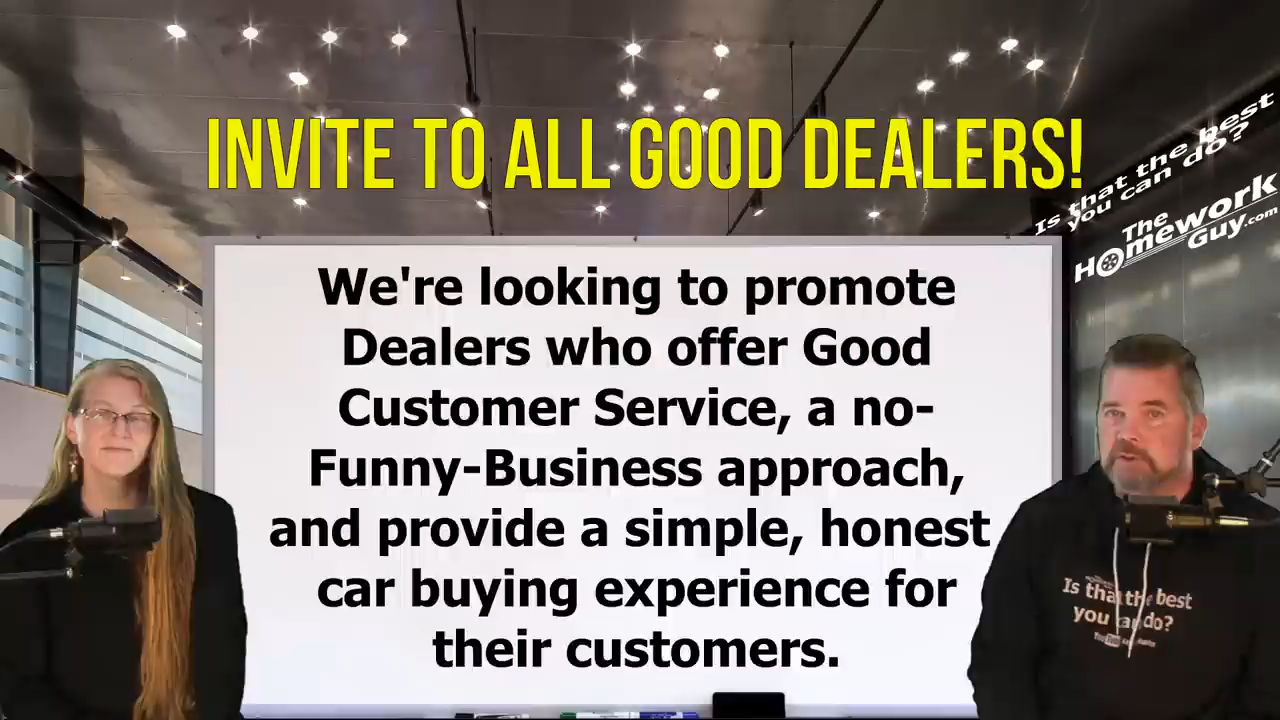 INVITE TO ALL GOOD DEALERS!
Is that the best
you can do?
The
Homework
Guy.com
We're looking to promote
Dealers who offer Good
Customer Service, a no-
Funny-Business approach,
and provide a simple, honest
car buying experience for
their customers.
Is that the best
you can do?